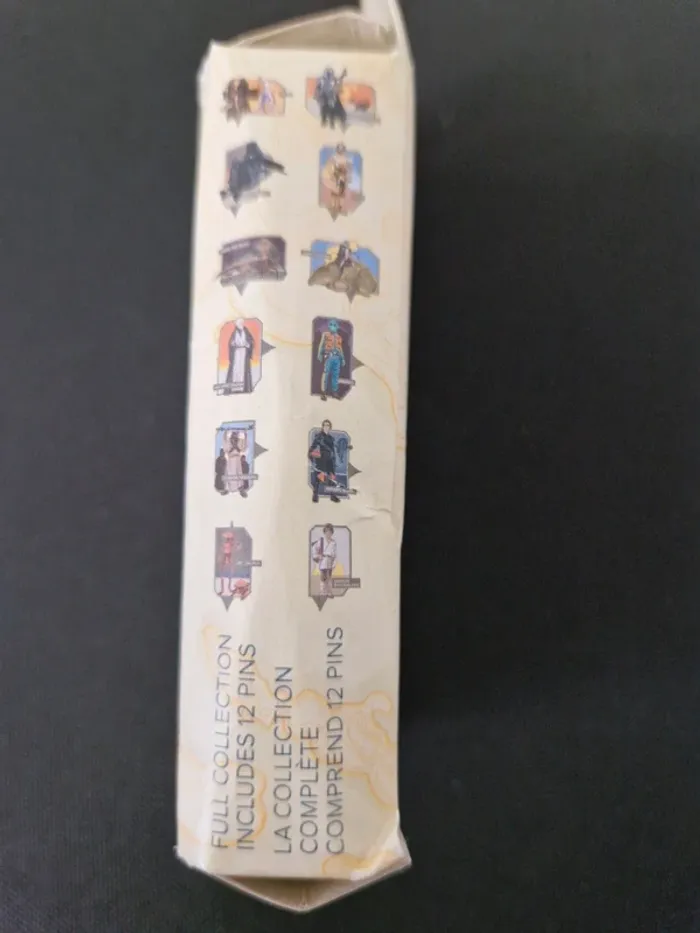 FULL COLLECTION
INCLUDES 12 PINS
LA COLLECTION
COMPLÈTE
COMPREND 12 PINS